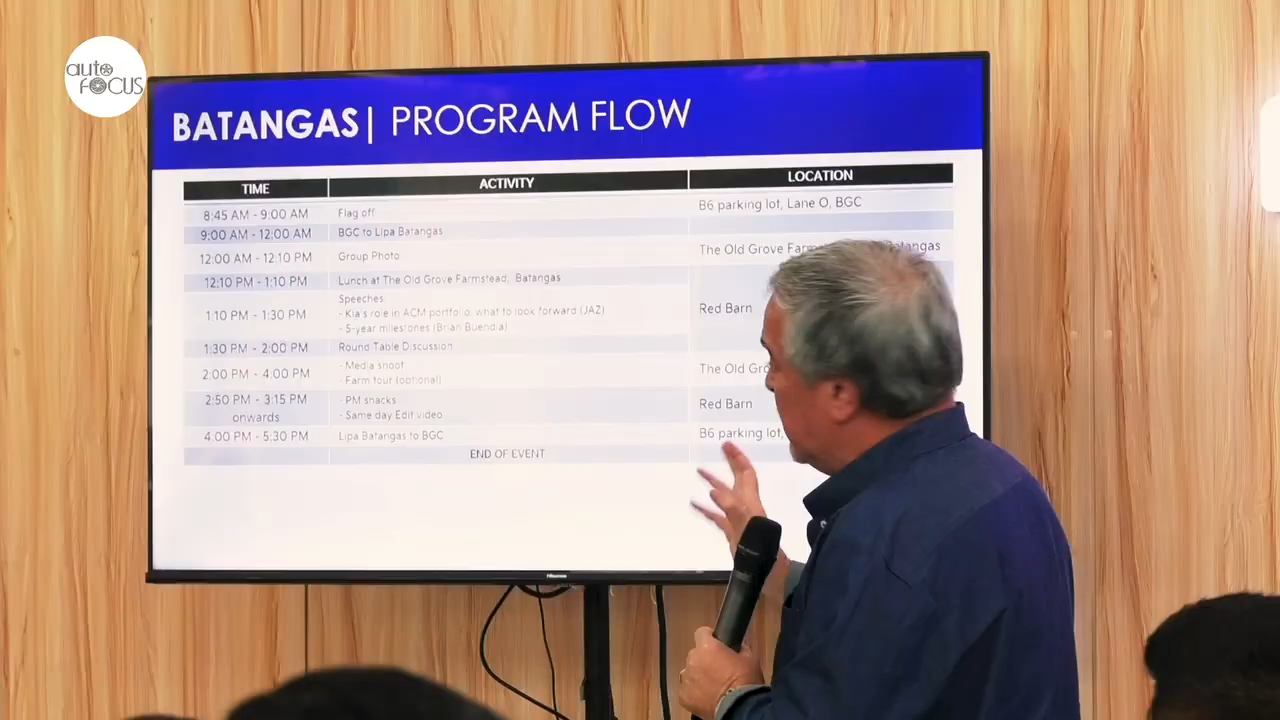 auto
FOCUS
BATANGAS| PROGRAM FLOW
TIME ACTIVITY LOCATION
8:45 AM - 9:00 AM Flag off B6 parking lot, Lane O, BGC
9:00 AM - 12:00 AM BGC to Lipa Batangas
12:00 AM - 12:10 PM Group Photo The Old Grove Batangas
12:10 PM - 1:10 PM Lunch at The Old Grove Farmstead, Batangas
1:10 PM - 1:30 PM Speeches:
- Kia's role in ACM portfolio, what to look forward (JAZ) Red Barn
- 5-year milestones (Brian Buendia)
1:30 PM - 2:00 PM Round Table Discussion
2:00 PM - 4:00 PM - Media shoot The Old
- Farm tour (optional)
2:50 PM - 3:15 PM - PM snacks Red Barn
onwards - Same day Edit video
4:00 PM - 5:30 PM Lipa Batangas to BGC B6 parking lot,
END OF EVENT
Hisense